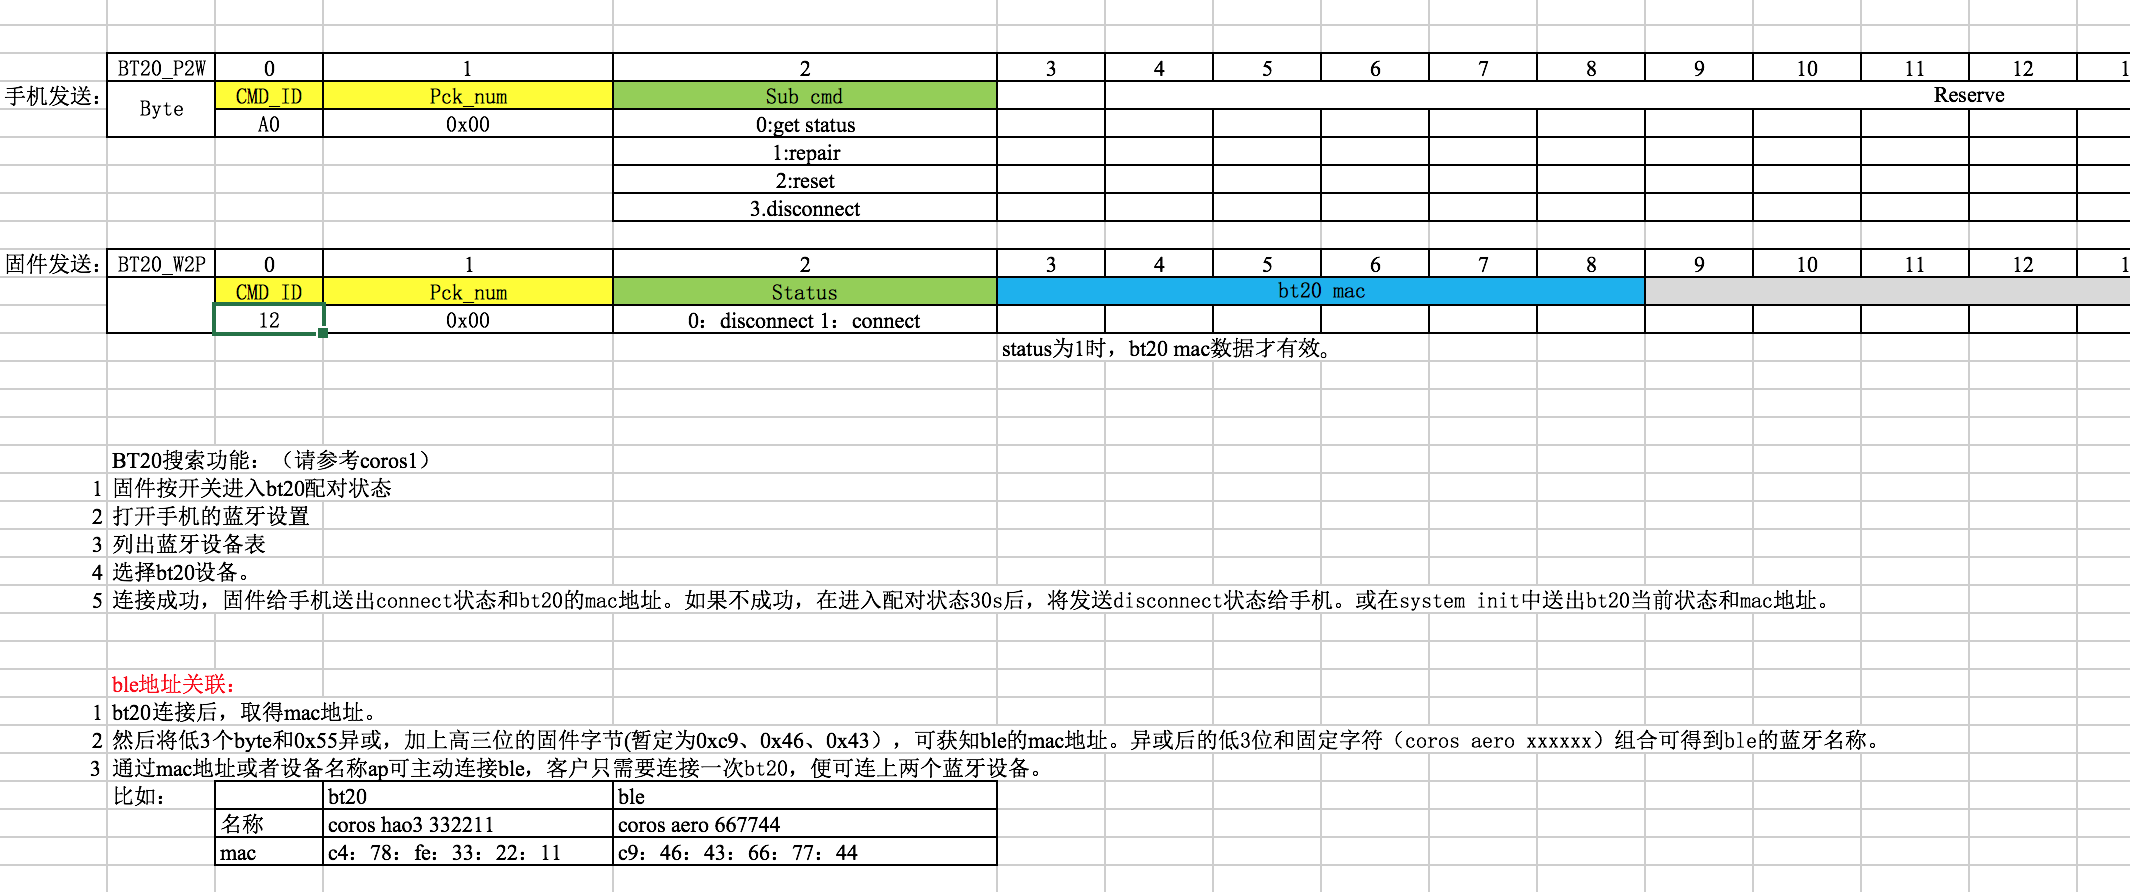 BT20_P2W 0 1 2 3 4 5 6 7 8 9 10 11 12 1
手机发送： Byte CMD_ID Pck_num Sub cmd Reserve
A0 0x00 0:get status
1:repair
2:reset
3.disconnect
固件发送： BT20_W2P 0 1 2 3 4 5 6 7 8 9 10 11 12 1
CMD ID Pck_num Status bt20 mac
12 0x00 0：disconnect 1：connect
status为1时，bt20 mac数据才有效。
BT20搜索功能：（请参考coros1）
1 固件按开关进入bt20配对状态
2 打开手机的蓝牙设置
3 列出蓝牙设备表
4 选择bt20设备。
5 连接成功，固件给手机送出connect状态和bt20的mac地址。如果不成功，在进入配对状态30s后，将发送disconnect状态给手机。或在system init中送出bt20当前状态和mac地址。
ble地址关联：
1 bt20连接后，取得mac地址。
2 然后将低3个byte和0x55异或，加上高三位的固件字节(暂定为0xc9、0x46、0x43），可获知ble的mac地址。异或后的低3位和固定字符（coros aero xxxxxx）组合可得到ble的蓝牙名称。
3 通过mac地址或者设备名称ap可主动连接ble，客户只需要连接一次bt20，便可连上两个蓝牙设备。
比如： bt20 ble
名称 coros hao3 332211 coros aero 667744
mac c4：78：fe：33：22：11 c9：46：43：66：77：44